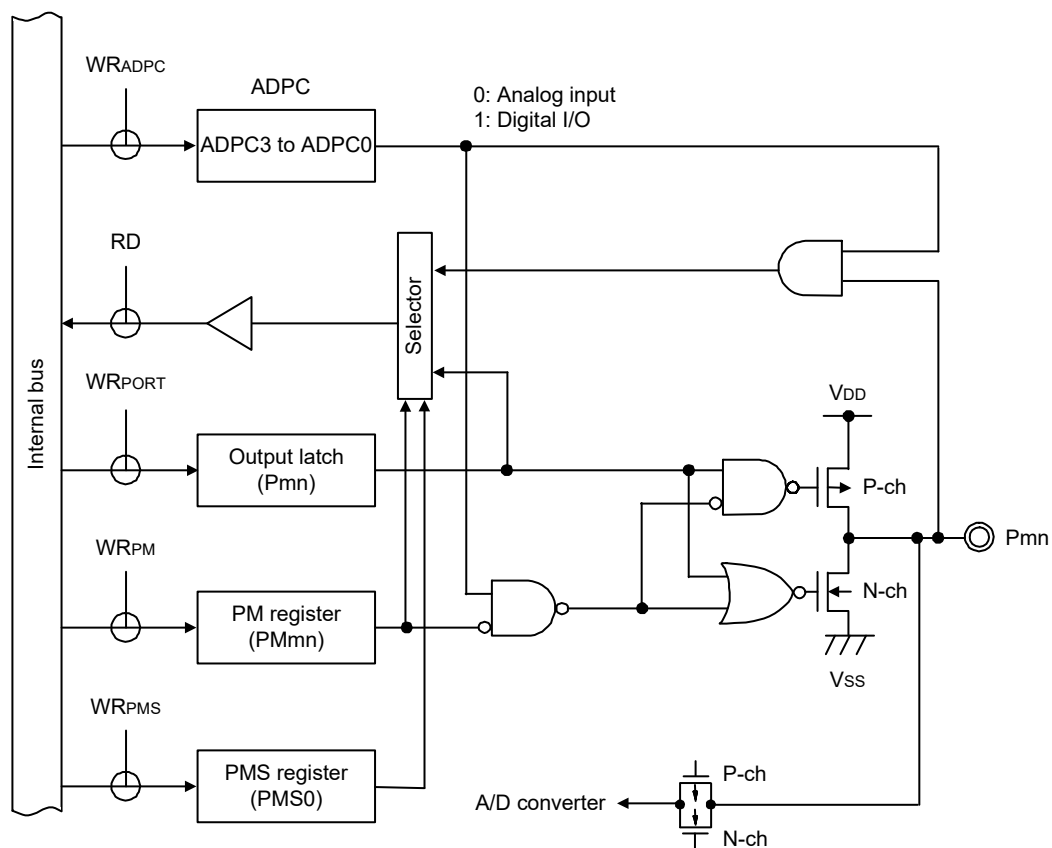 WRADPC
ADPC
0: Analog input
1: Digital I/O
ADPC3 to ADPC0
RD
Selector
Internal bus
WRPORT
VDD
Output latch
(Pmn)
P-ch
Pmn
WRPM
N-ch
PM register
(PMmn)
VSS
WRPMS
PMS register
(PMS0)
P-ch
A/D converter
N-ch